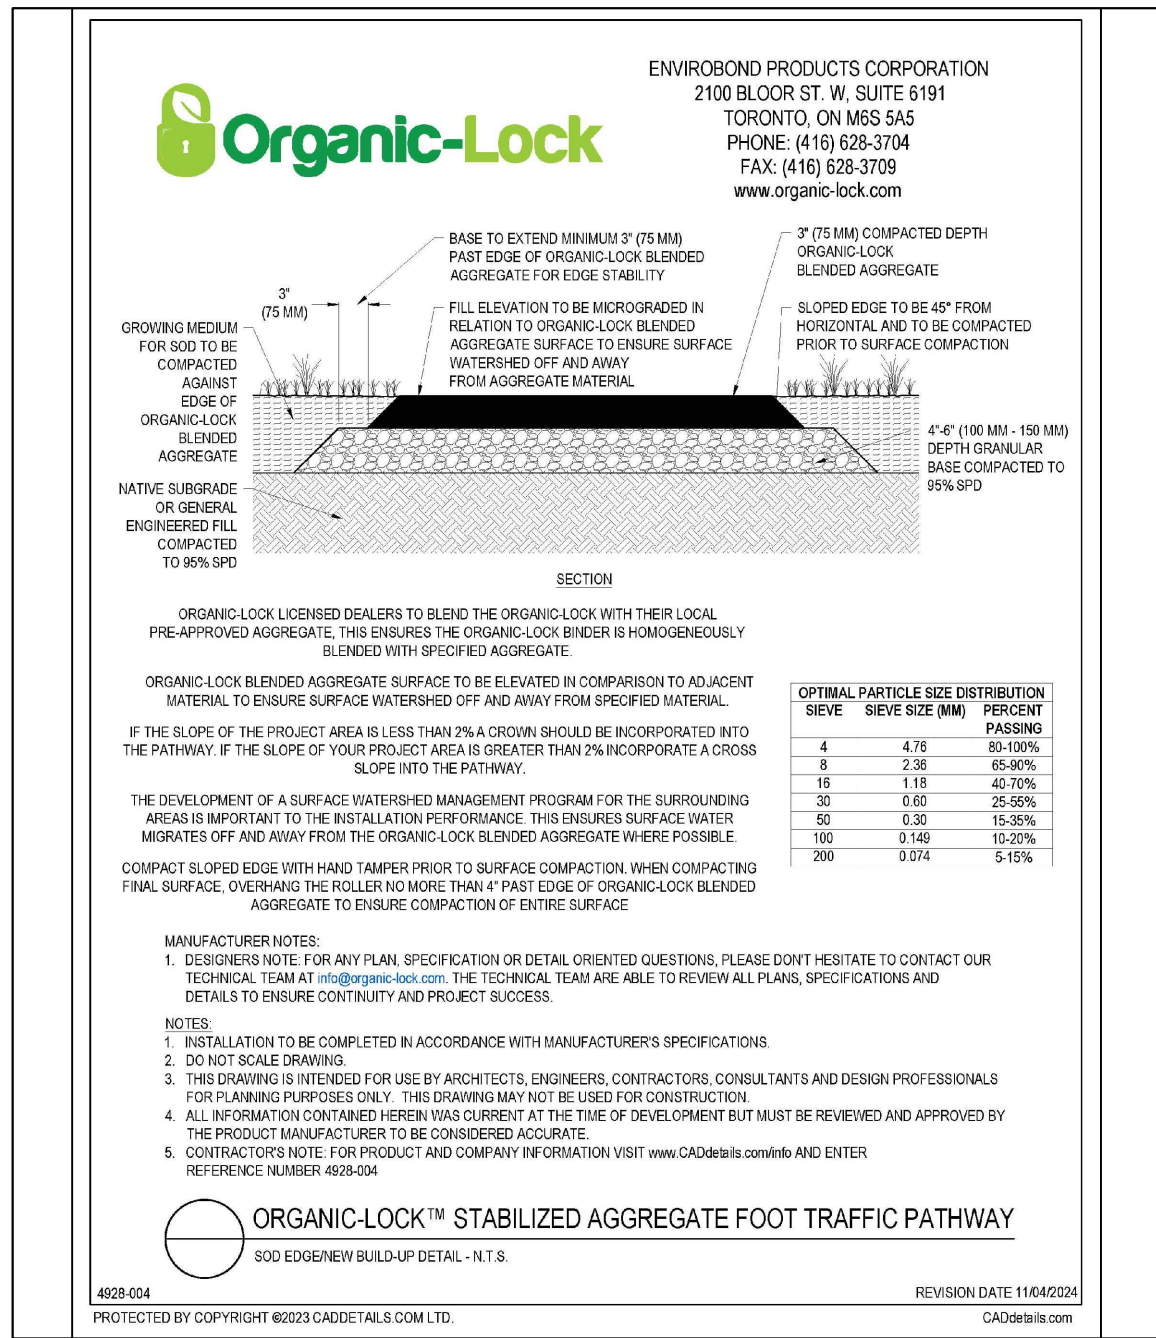 Organic-Lock
ENVIROBOND PRODUCTS CORPORATION
2100 BLOOR ST. W, SUITE 6191
TORONTO, ON M6S 5A5
PHONE: (416) 628-3704
FAX: (416) 628-3709
www.organic-lock.com
BASE TO EXTEND MINIMUM 3" (75 MM)
PAST EDGE OF ORGANIC-LOCK BLENDED
AGGREGATE FOR EDGE STABILITY
3" (75 MM) COMPACTED DEPTH
ORGANIC-LOCK
BLENDED AGGREGATE
3"
(75 MM)
FILL ELEVATION TO BE MICROGRADED IN
RELATION TO ORGANIC-LOCK BLENDED
AGGREGATE SURFACE TO ENSURE SURFACE
WATERSHED OFF AND AWAY
FROM AGGREGATE MATERIAL
SLOPED EDGE TO BE 45° FROM
HORIZONTAL AND TO BE COMPACTED
PRIOR TO SURFACE COMPACTION
GROWING MEDIUM
FOR SOD TO BE
COMPACTED
AGAINST
EDGE OF
ORGANIC-LOCK
BLENDED
AGGREGATE
4"-6" (100 MM - 150 MM)
DEPTH GRANULAR
BASE COMPACTED TO
95% SPD
NATIVE SUBGRADE
OR GENERAL
ENGINEERED FILL
COMPACTED
TO 95% SPD
SECTION
ORGANIC-LOCK LICENSED DEALERS TO BLEND THE ORGANIC-LOCK WITH THEIR LOCAL
PRE-APPROVED AGGREGATE, THIS ENSURES THE ORGANIC-LOCK BINDER IS HOMOGENEOUSLY
BLENDED WITH SPECIFIED AGGREGATE.
ORGANIC-LOCK BLENDED AGGREGATE SURFACE TO BE ELEVATED IN COMPARISON TO ADJACENT
MATERIAL TO ENSURE SURFACE WATERSHED OFF AND AWAY FROM SPECIFIED MATERIAL.
IF THE SLOPE OF THE PROJECT AREA IS LESS THAN 2% A CROWN SHOULD BE INCORPORATED INTO
THE PATHWAY. IF THE SLOPE OF YOUR PROJECT AREA IS GREATER THAN 2% INCORPORATE A CROSS
SLOPE INTO THE PATHWAY.
THE DEVELOPMENT OF A SURFACE WATERSHED MANAGEMENT PROGRAM FOR THE SURROUNDING
AREAS IS IMPORTANT TO THE INSTALLATION PERFORMANCE. THIS ENSURES SURFACE WATER
MIGRATES OFF AND AWAY FROM THE ORGANIC-LOCK BLENDED AGGREGATE WHERE POSSIBLE.
COMPACT SLOPED EDGE WITH HAND TAMPER PRIOR TO SURFACE COMPACTION. WHEN COMPACTING
FINAL SURFACE, OVERHANG THE ROLLER NO MORE THAN 4" PAST EDGE OF ORGANIC-LOCK BLENDED
AGGREGATE TO ENSURE COMPACTION OF ENTIRE SURFACE
OPTIMAL PARTICLE SIZE DISTRIBUTION
SIEVE SIEVE SIZE (MM) PERCENT
PASSING
4 4.76 80-100%
8 2.36 65-90%
16 1.18 40-70%
30 0.60 25-55%
50 0.30 15-35%
100 0.149 10-20%
200 0.074 5-15%
MANUFACTURER NOTES:
1. DESIGNERS NOTE: FOR ANY PLAN, SPECIFICATION OR DETAIL ORIENTED QUESTIONS, PLEASE DON'T HESITATE TO CONTACT OUR
TECHNICAL TEAM AT info@organic-lock.com. THE TECHNICAL TEAM ARE ABLE TO REVIEW ALL PLANS, SPECIFICATIONS AND
DETAILS TO ENSURE CONTINUITY AND PROJECT SUCCESS.
NOTES:
1. INSTALLATION TO BE COMPLETED IN ACCORDANCE WITH MANUFACTURER'S SPECIFICATIONS.
2. DO NOT SCALE DRAWING.
3. THIS DRAWING IS INTENDED FOR USE BY ARCHITECTS, ENGINEERS, CONTRACTORS, CONSULTANTS AND DESIGN PROFESSIONALS
FOR PLANNING PURPOSES ONLY. THIS DRAWING MAY NOT BE USED FOR CONSTRUCTION.
4. ALL INFORMATION CONTAINED HEREIN WAS CURRENT AT THE TIME OF DEVELOPMENT BUT MUST BE REVIEWED AND APPROVED BY
THE PRODUCT MANUFACTURER TO BE CONSIDERED ACCURATE.
5. CONTRACTOR'S NOTE: FOR PRODUCT AND COMPANY INFORMATION VISIT www.CADdetails.com/info AND ENTER
REFERENCE NUMBER 4928-004
ORGANIC-LOCK™ STABILIZED AGGREGATE FOOT TRAFFIC PATHWAY
SOD EDGE/NEW BUILD-UP DETAIL - N.T.S.
4928-004
REVISION DATE 11/04/2024
PROTECTED BY COPYRIGHT ©2023 CADDETAILS.COM LTD.
CADdetails.com